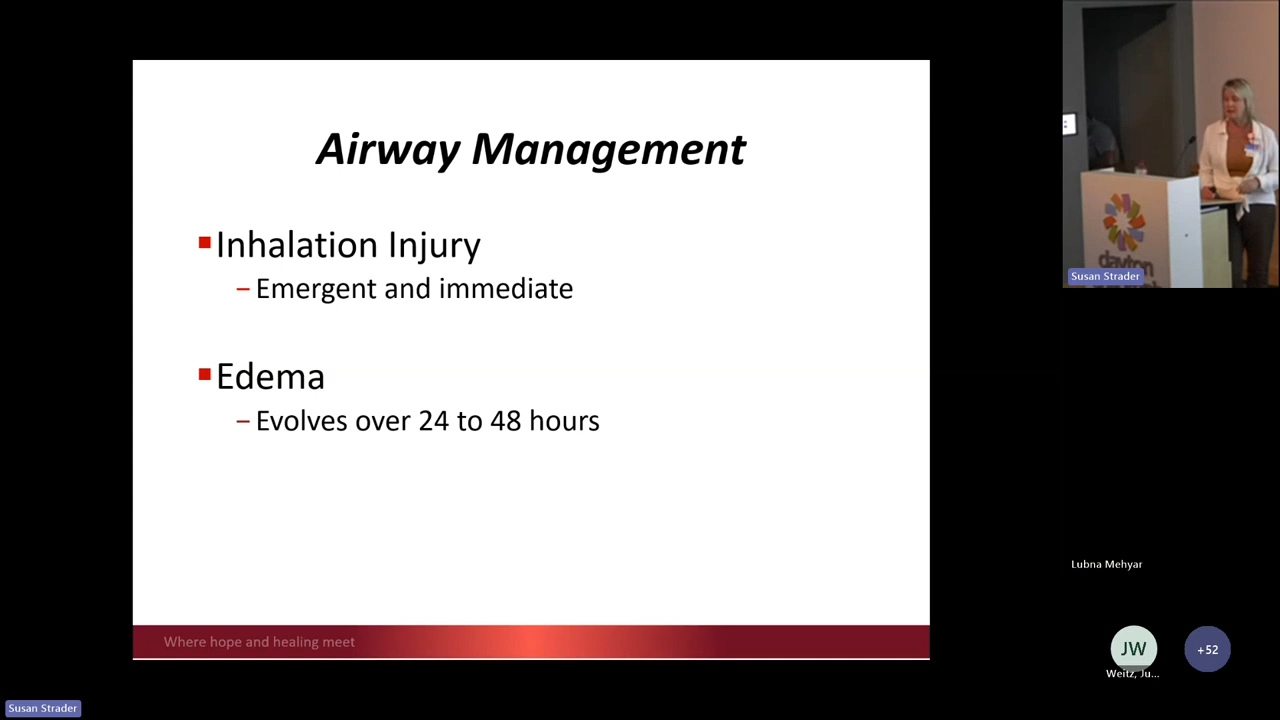 Airway Management
Inhalation Injury
– Emergent and immediate
Edema
– Evolves over 24 to 48 hours
Where hope and healing meet
dayton
Susan Strader
Lubna Mehyar
JW
+52
Weitz, Ju...
Susan Strader